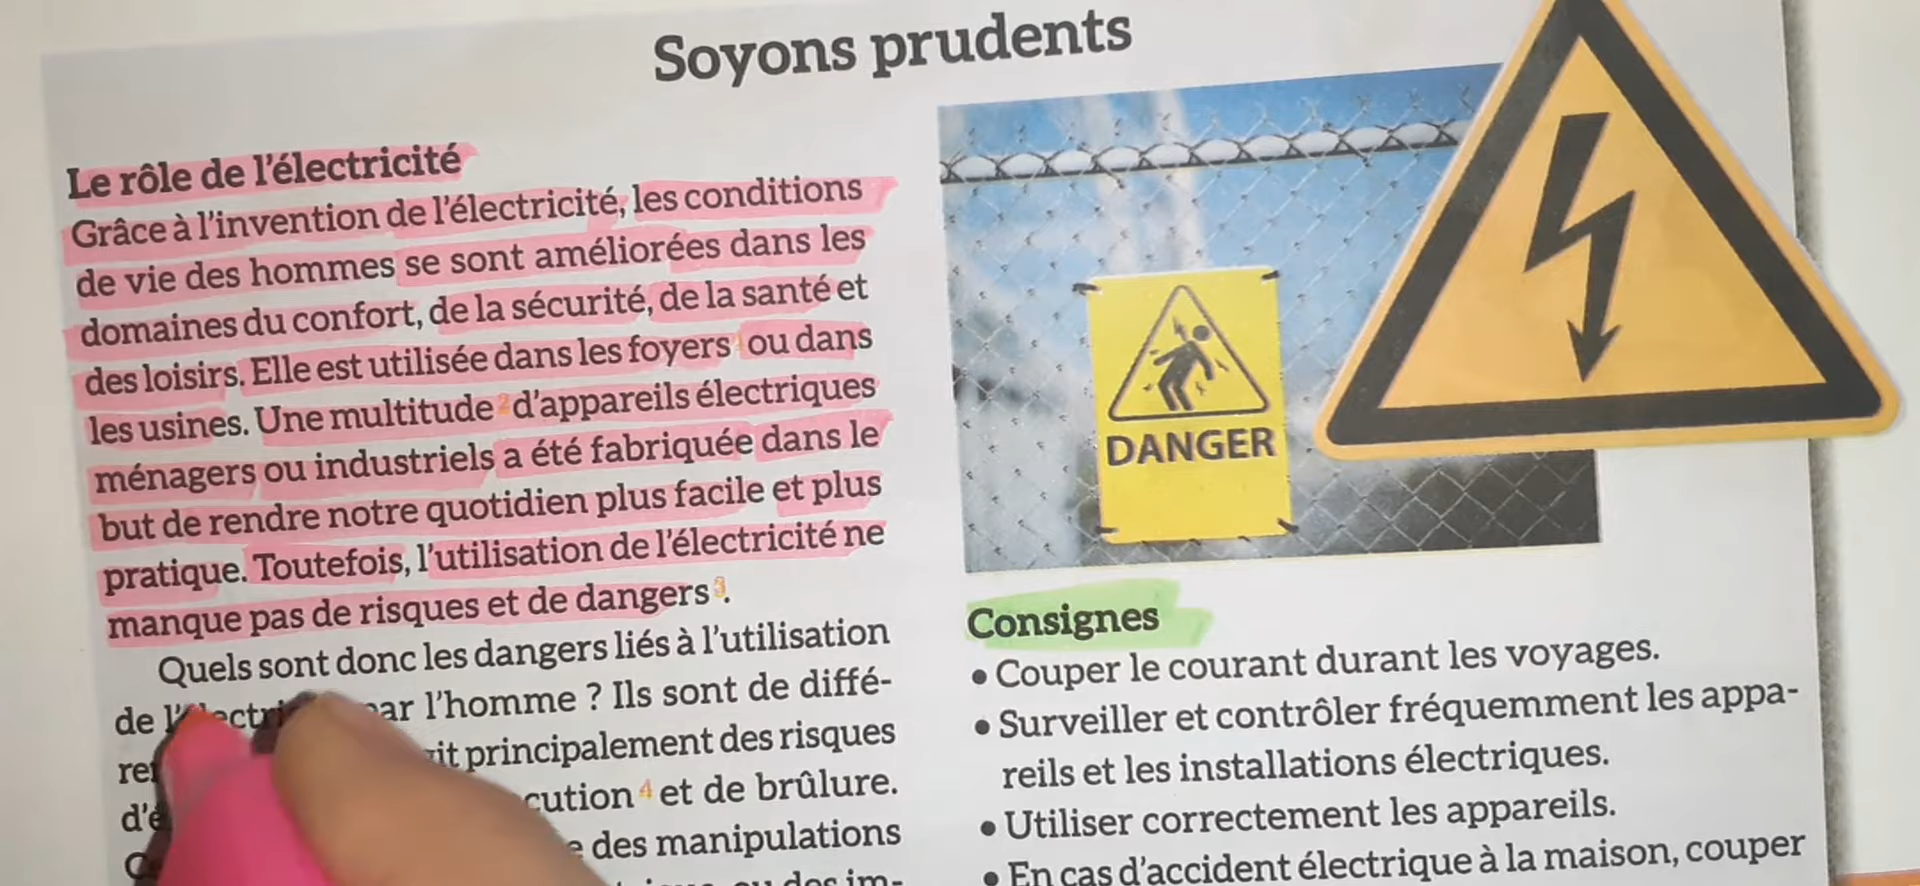 Soyons prudents
Le rôle de l'électricité
Grâce à l'invention de l'électricité, les conditions
de vie des hommes se sont améliorées dans les
domaines du confort, de la sécurité, de la santé et
des loisirs. Elle est utilisée dans les foyers ou dans
les usines. Une multitude 2 d'appareils électriques
ménagers ou industriels a été fabriquée dans le
but de rendre notre quotidien plus facile et plus
pratique. Toutefois, l'utilisation de l'électricité ne
manque pas de risques et de dangers 3.
Quels sont donc les dangers liés à l'utilisation
de l'homme ? Ils sont de diffé-
principalement des risques
4 et de brûlure.
des manipulations
DANGER
Consignes
• Couper le courant durant les voyages.
• Surveiller et contrôler fréquemment les appa-
reils et les installations électriques.
• Utiliser correctement les appareils.
• En cas d'accident électrique à la maison, couper